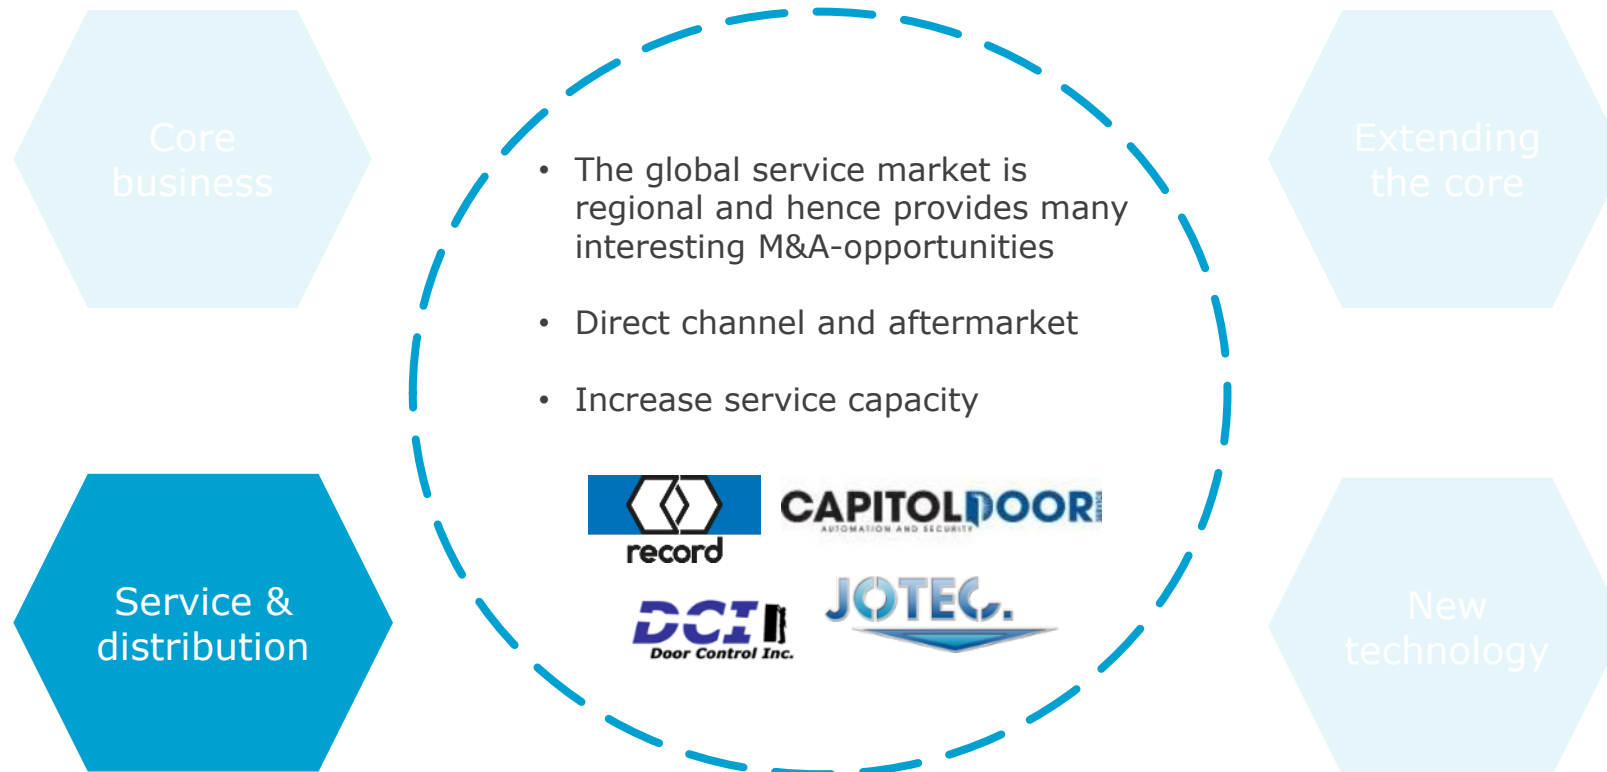 Core
business
Extending
the core
• The global service market is
regional and hence provides many
interesting M&A-opportunities
• Direct channel and aftermarket
• Increase service capacity
record
CAPITOLDOOR SERVICE
AUTOMATION AND SECURITY
DCI
Door Control Inc.
JOTEC.
Service &
distribution
New
technology